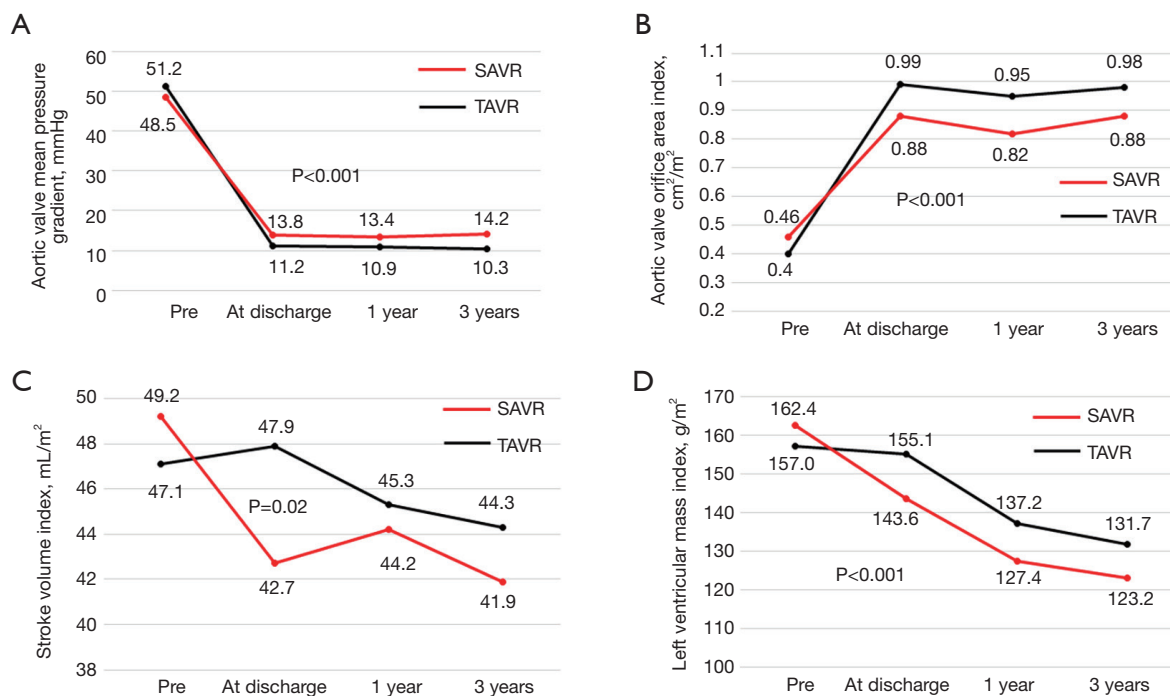 A
Aortic valve mean pressure
gradient, mmHg
60
50
40
30
20
10
0
51.2
48.5
SAVR
TAVR
P<0.001
13.8
13.4
14.2
11.2
10.9
10.3
Pre
At discharge
1 year
3 years
B
Aortic valve orifice area index,
cm²/m²
1.1
1
0.9
0.8
0.7
0.6
0.5
0.4
0.3
0.2
0.99
0.95
0.98
0.88
0.82
0.88
SAVR
TAVR
P<0.001
0.46
0.4
Pre
At discharge
1 year
3 years
C
Stroke volume index, mL/m²
50
48
46
44
42
40
38
49.2
47.1
47.9
SAVR
TAVR
P=0.02
45.3
44.3
42.7
44.2
41.9
Pre
At discharge
1 year
3 years
D
Left ventricular mass index, g/m²
170
160
150
140
130
120
110
100
162.4
157.0
155.1
SAVR
TAVR
143.6
137.2
131.7
P<0.001
127.4
123.2
Pre
At discharge
1 year
3 years